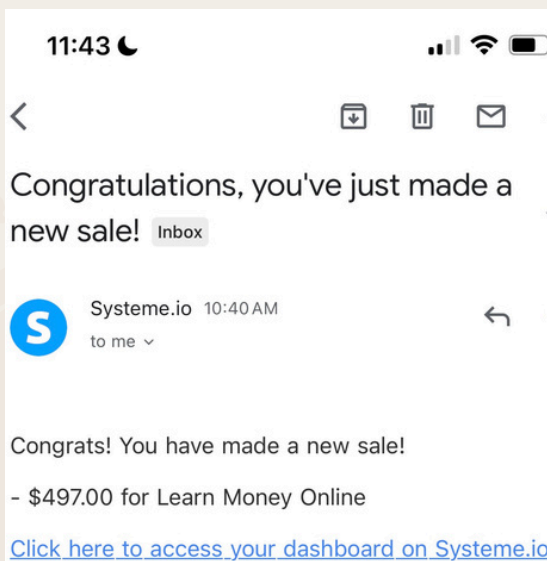 11:43
Congratulations, you've just made a
new sale! Inbox
S
Systeme.io 10:40 AM
to me
Congrats! You have made a new sale!
- $497.00 for Learn Money Online
Click here to access your dashboard on Systeme.io